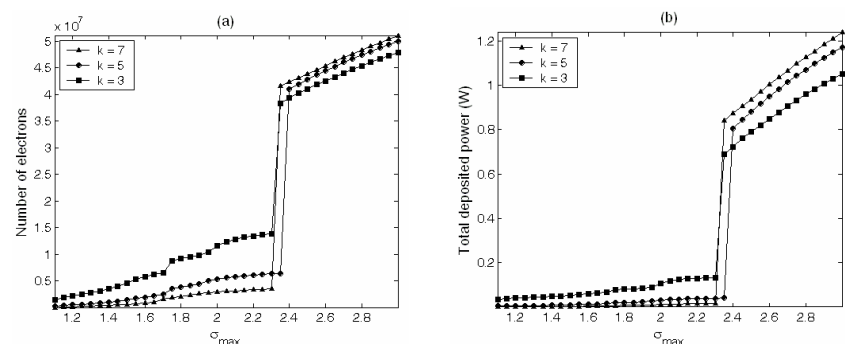 (a)
x 10⁷
Number of electrons
5
4.5
4
3.5
3
2.5
2
1.5
1
0.5
k = 7
k = 5
k = 3
1.2 1.4 1.6 1.8 2 2.2 2.4 2.6 2.8
σmax
(b)
Total deposited power (W)
1.2
1
0.8
0.6
0.4
0.2
k = 7
k = 5
k = 3
1.2 1.4 1.6 1.8 2 2.2 2.4 2.6 2.8
σmax